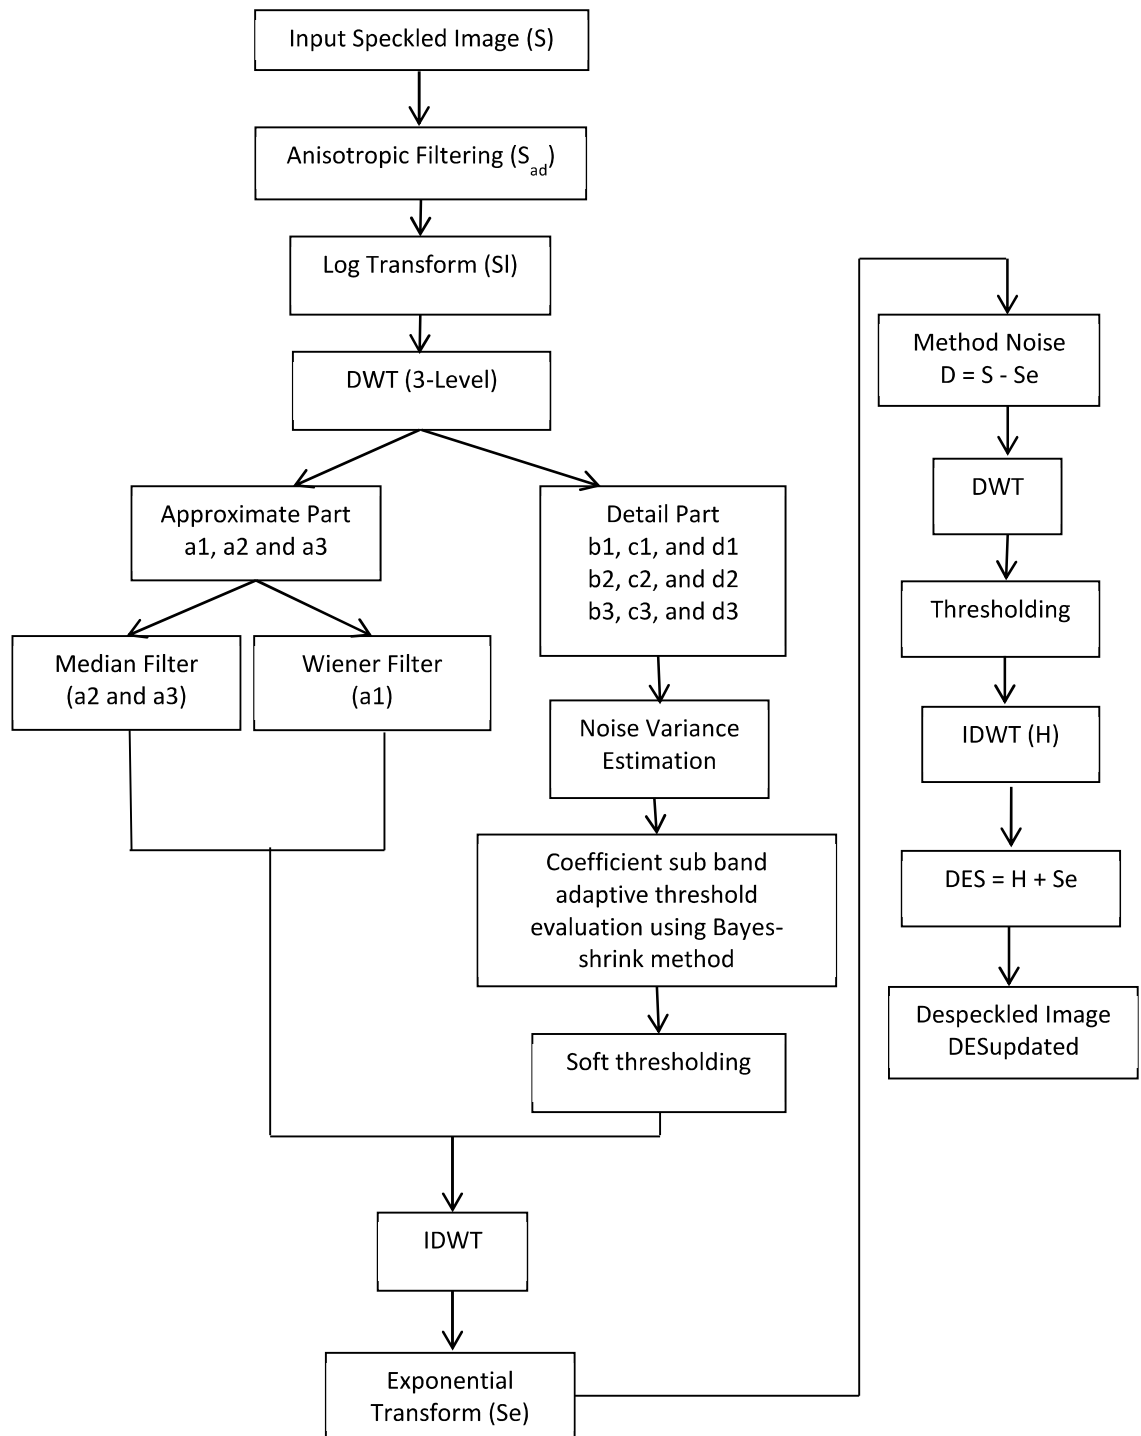 Input Speckled Image (S)
Anisotropic Filtering (S_ad)
Log Transform (Sl)
DWT (3-Level)
Approximate Part
a1, a2 and a3
Detail Part
b1, c1, and d1
b2, c2, and d2
b3, c3, and d3
Median Filter
(a2 and a3)
Wiener Filter
(a1)
Noise Variance
Estimation
Coefficient sub band
adaptive threshold
evaluation using Bayes-
shrink method
Soft thresholding
IDWT
Exponential
Transform (Se)
Method Noise
D = S - Se
DWT
Thresholding
IDWT (H)
DES = H + Se
Despeckled Image
DESupdated